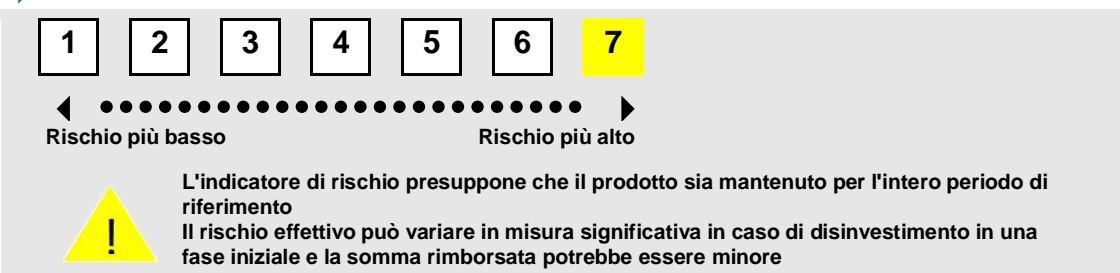 1 2 3 4 5 6 7
Rischio più basso Rischio più alto
L'indicatore di rischio presuppone che il prodotto sia mantenuto per l'intero periodo di
riferimento
Il rischio effettivo può variare in misura significativa in caso di disinvestimento in una
fase iniziale e la somma rimborsata potrebbe essere minore
!